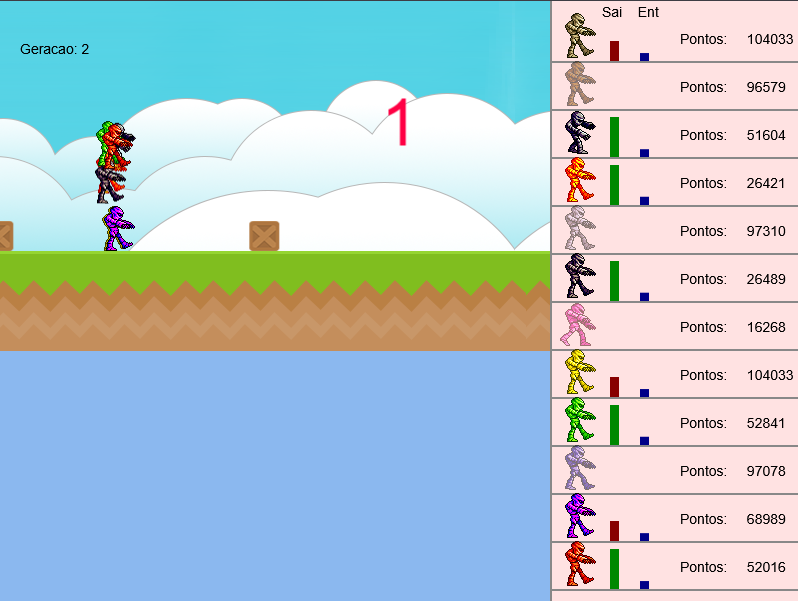 Sai Ent
Geracao: 2
1
Pontos: 104033
Pontos: 96579
Pontos: 51604
Pontos: 26421
Pontos: 97310
Pontos: 26489
Pontos: 16268
Pontos: 104033
Pontos: 52841
Pontos: 97078
Pontos: 68989
Pontos: 52016